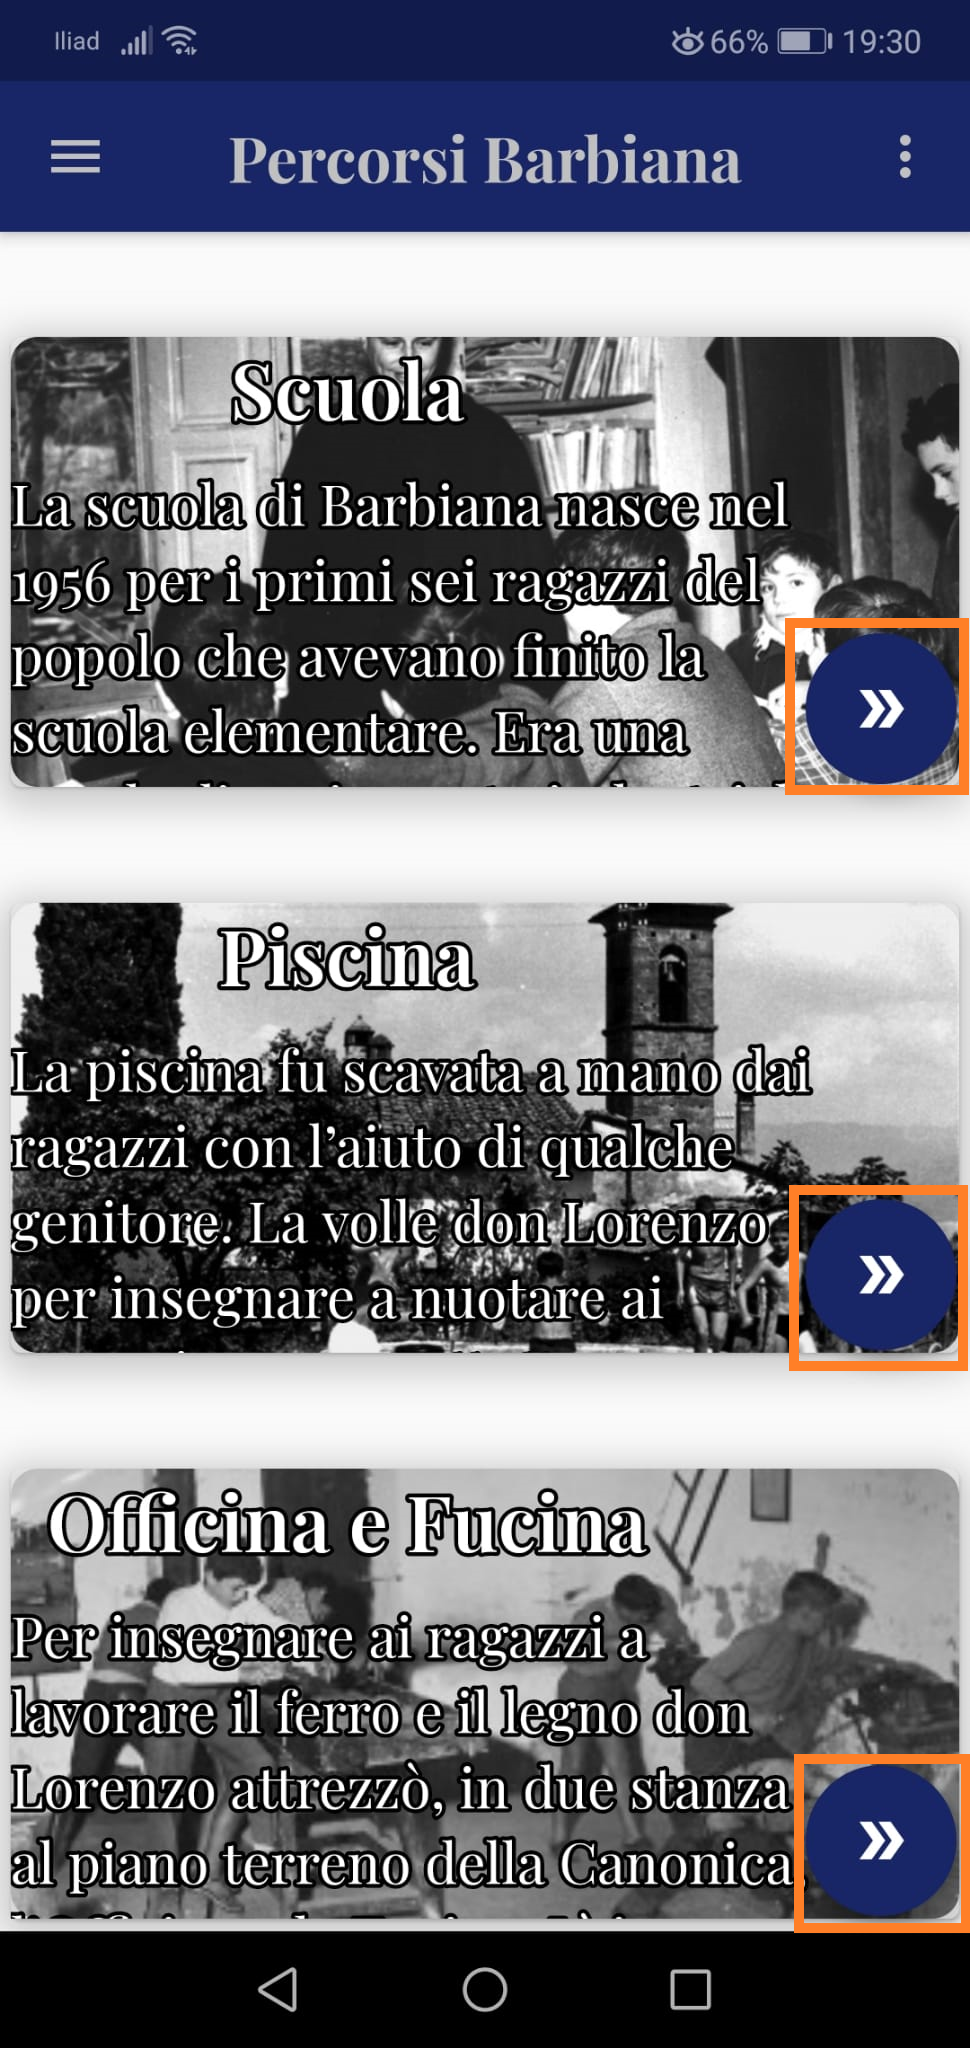 Iliad 66% 19:30
Percorsi Barbiana
Scuola
La scuola di Barbiana nasce nel
1956 per i primi sei ragazzi del
popolo che avevano finito la
scuola elementare. Era una
Piscina
La piscina fu scavata a mano dai
ragazzi con l’aiuto di qualche
genitore. La volle don Lorenzo
per insegnare a nuotare ai
Officina e Fucina
Per insegnare ai ragazzi a
lavorare il ferro e il legno don
Lorenzo attrezzò, in due stanza
al piano terreno della Canonica,